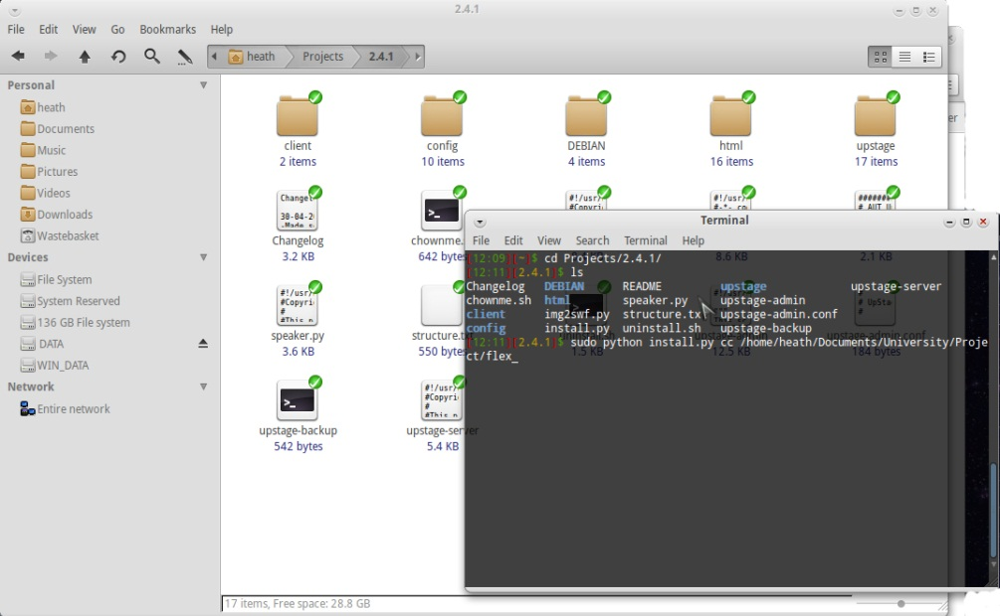 2.4.1
File Edit View Go Bookmarks Help
heath Projects 2.4.1
Personal
heath
Documents
Music
Pictures
Videos
Downloads
Wastebasket
Devices
File System
System Reserved
136 GB File system
DATA
WIN_DATA
Network
Entire network
client
2 items
config
10 items
DEBIAN
4 items
html
16 items
upstage
17 items
Changelog
3.2 KB
chownme.
642 byte
speaker.py
3.6 KB
structure.txt
550 byte
upstage-backup
542 bytes
upstage-server
5.4 KB
17 items, Free space: 28.8 GB
Terminal
File Edit View Search Terminal Help
[12:09][~]$ cd Projects/2.4.1/
[12:11][2.4.1]$ ls
Changelog DEBIAN README upstage upstage-server
chownme.sh html speaker.py upstage-admin
client img2swf.py structure.txt upstage-admin.conf
config install.py uninstall.sh upstage-backup
[12:11][2.4.1]$ sudo python install.py cc /home/heath/Documents/University/Proje
ct/flex_
8.6 KB
2.1 KB
1.5 KB
12.5 KB
184 bytes